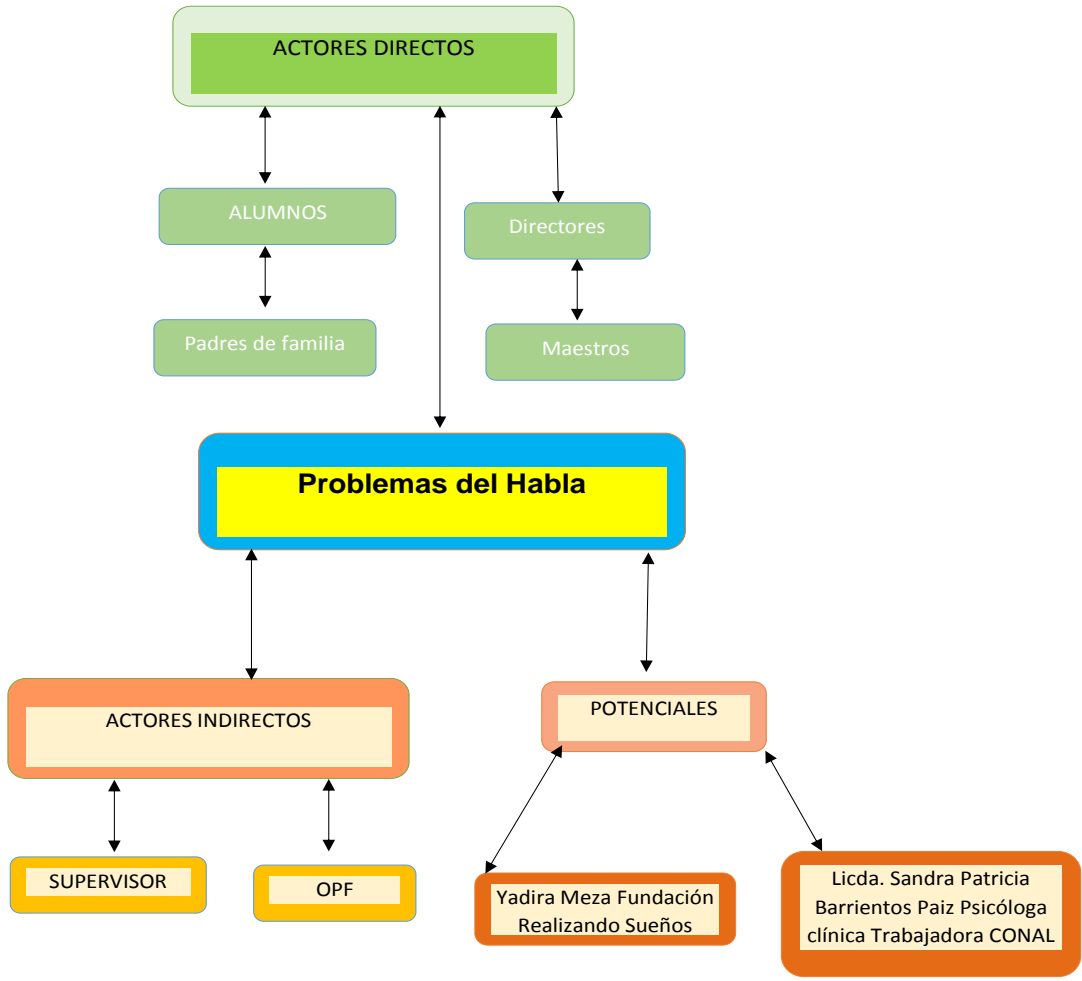 ACTORES DIRECTOS
ALUMNOS
Directores
Padres de familia
Maestros
Problemas del Habla
ACTORES INDIRECTOS
POTENCIALES
SUPERVISOR
OPF
Yadira Meza Fundación
Realizando Sueños
Licda. Sandra Patricia
Barrientos Paiz Psicóloga
clínica Trabajadora CONAL